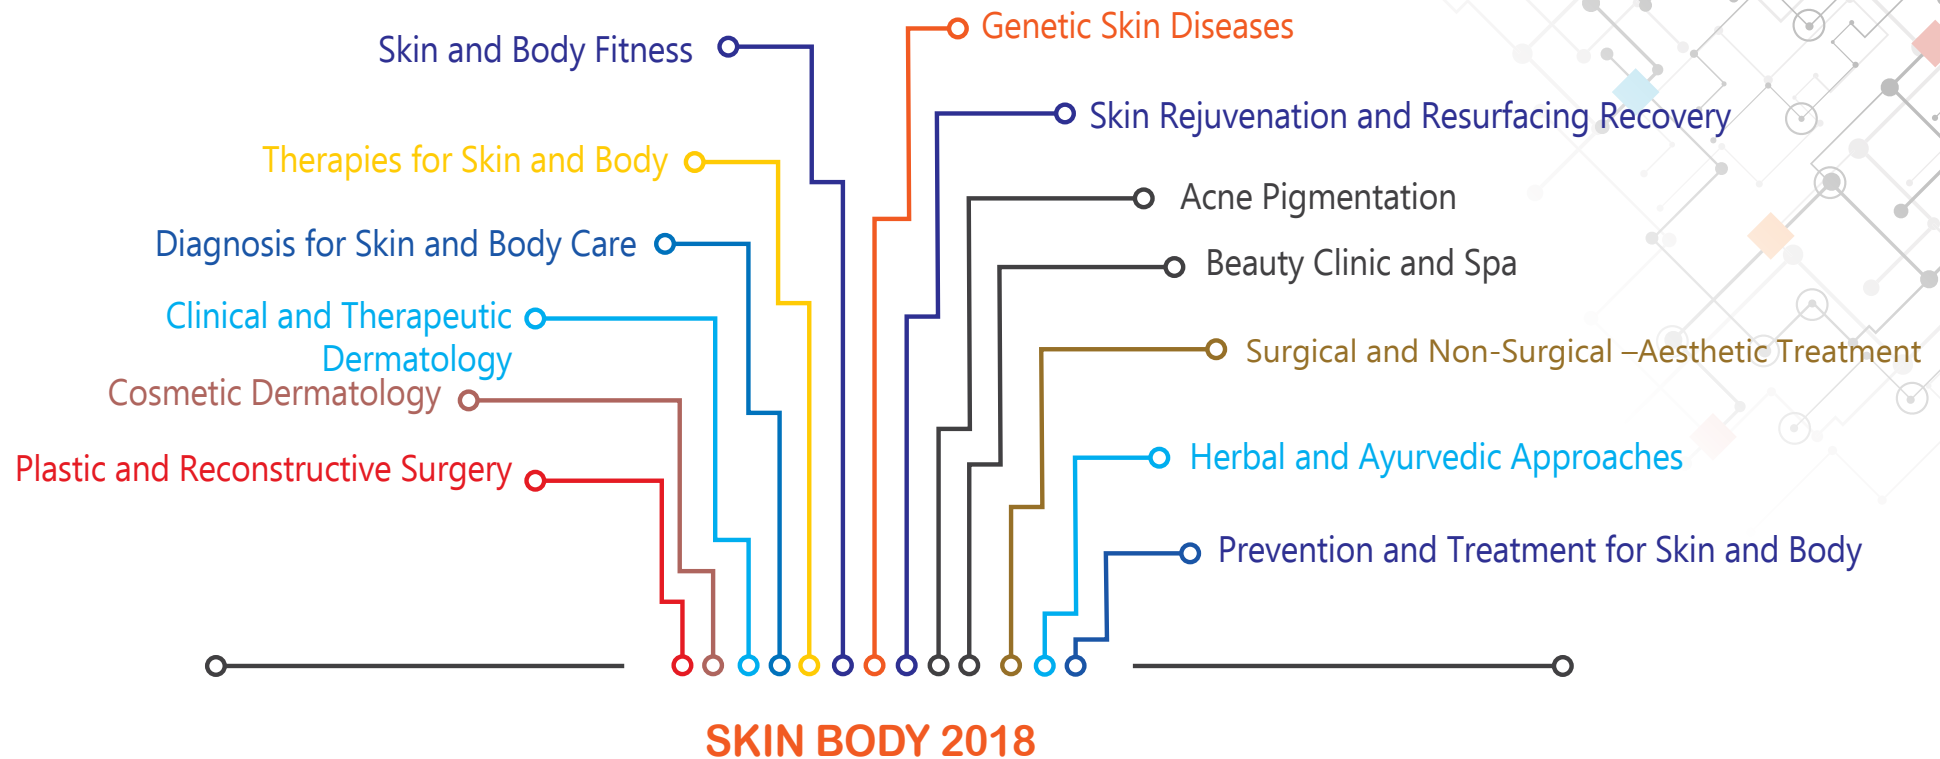 Genetic Skin Diseases
Skin and Body Fitness
Skin Rejuvenation and Resurfacing Recovery
Therapies for Skin and Body
Acne Pigmentation
Diagnosis for Skin and Body Care
Beauty Clinic and Spa
Clinical and Therapeutic
Dermatology
Surgical and Non-Surgical –Aesthetic Treatment
Cosmetic Dermatology
Herbal and Ayurvedic Approaches
Plastic and Reconstructive Surgery
Prevention and Treatment for Skin and Body
SKIN BODY 2018